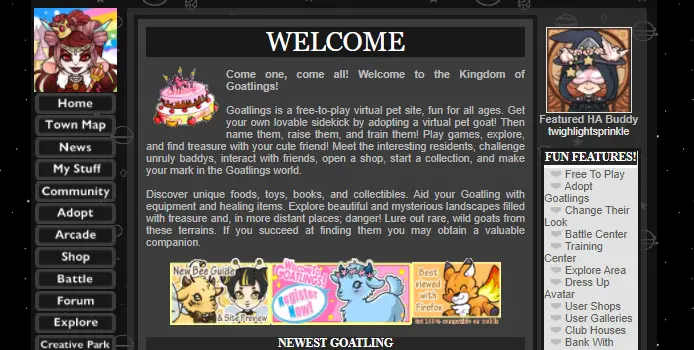 Home
Town Map
News
My Stuff
Community
Adopt
Arcade
Shop
Battle
Forum
Explore
Creative Park
WELCOME
Come one, come all! Welcome to the Kingdom of
Goatlings!
Goatlings is a free-to-play virtual pet site, fun for all ages. Get
your own lovable sidekick by adopting a virtual pet goat! Then
name them, raise them, and train them! Play games, explore,
and find treasure with your cute friend! Meet the interesting residents, challenge
unruly baddys, interact with friends, open a shop, start a collection, and make
your mark in the Goatlings world.
Discover unique foods, toys, books, and collectibles. Aid your Goatling with
equipment and healing items. Explore beautiful and mysterious landscapes filled
with treasure and, in more distant places; danger! Lure out rare, wild goats from
these terrains. If you succeed at finding them you may obtain a valuable
companion.
New Bee Guide
& Site Preview
Welcome to
GOATLINGS!
Register
Now!
Best
viewed
with
Firefox
Not 100% compatible on mobile
NEWEST GOATLING
Featured HA Buddy
twighlightsprinkle
FUN FEATURES!
Free To Play
Adopt
Goatlings
Change Their
Look
Battle Center
Training
Center
Explore Area
Dress Up
Avatar
User Shops
User Galleries
Club Houses
Bank With